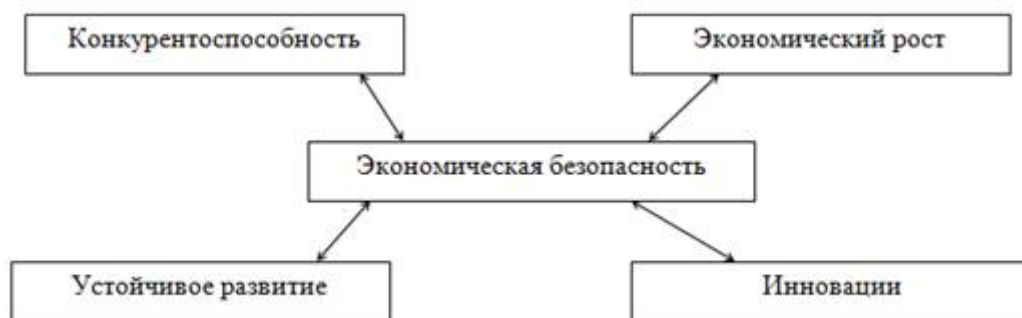 Конкурентоспособность
Экономический рост
Экономическая безопасность
Устойчивое развитие
Инновации